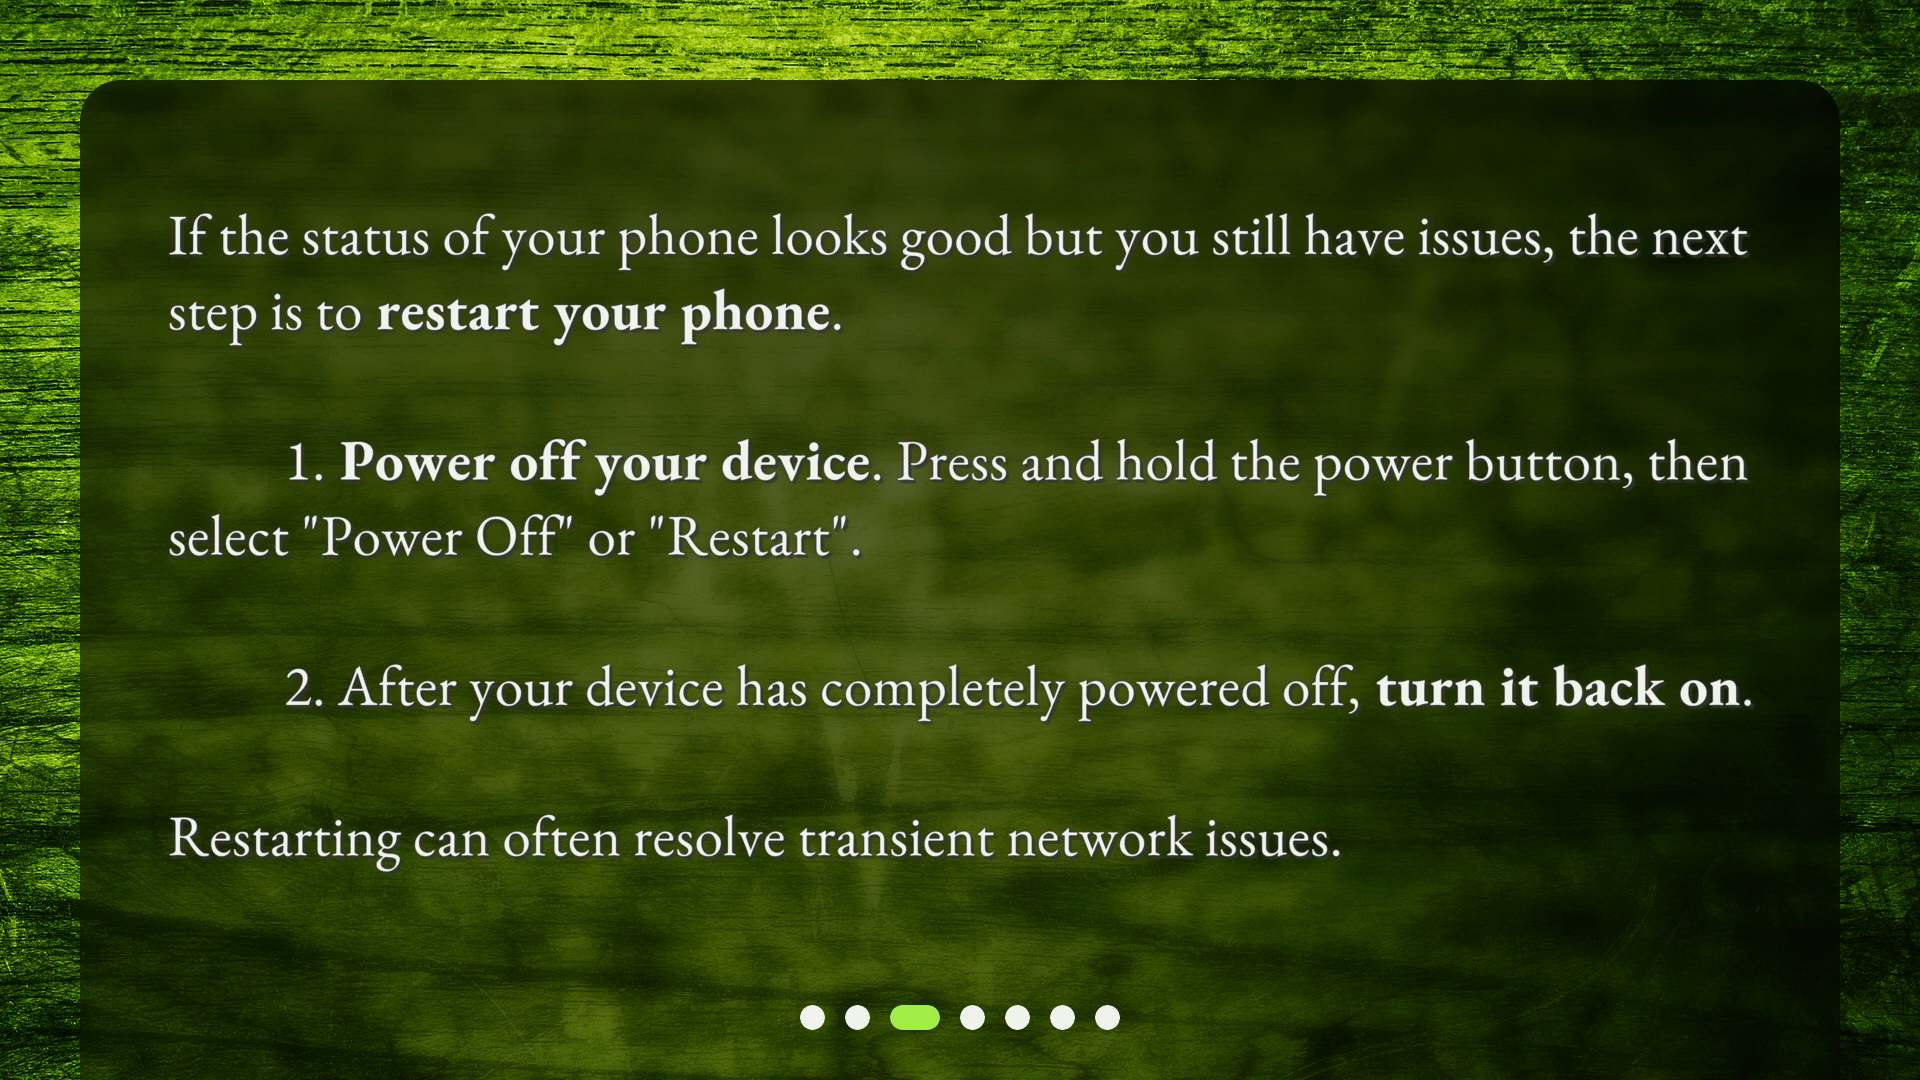 If the status of your phone looks good but you still have issues, the next
step is to restart your phone.
1. Power off your device. Press and hold the power button, then
select "Power Off" or "Restart".
2. After your device has completely powered off, turn it back on.
Restarting can often resolve transient network issues.